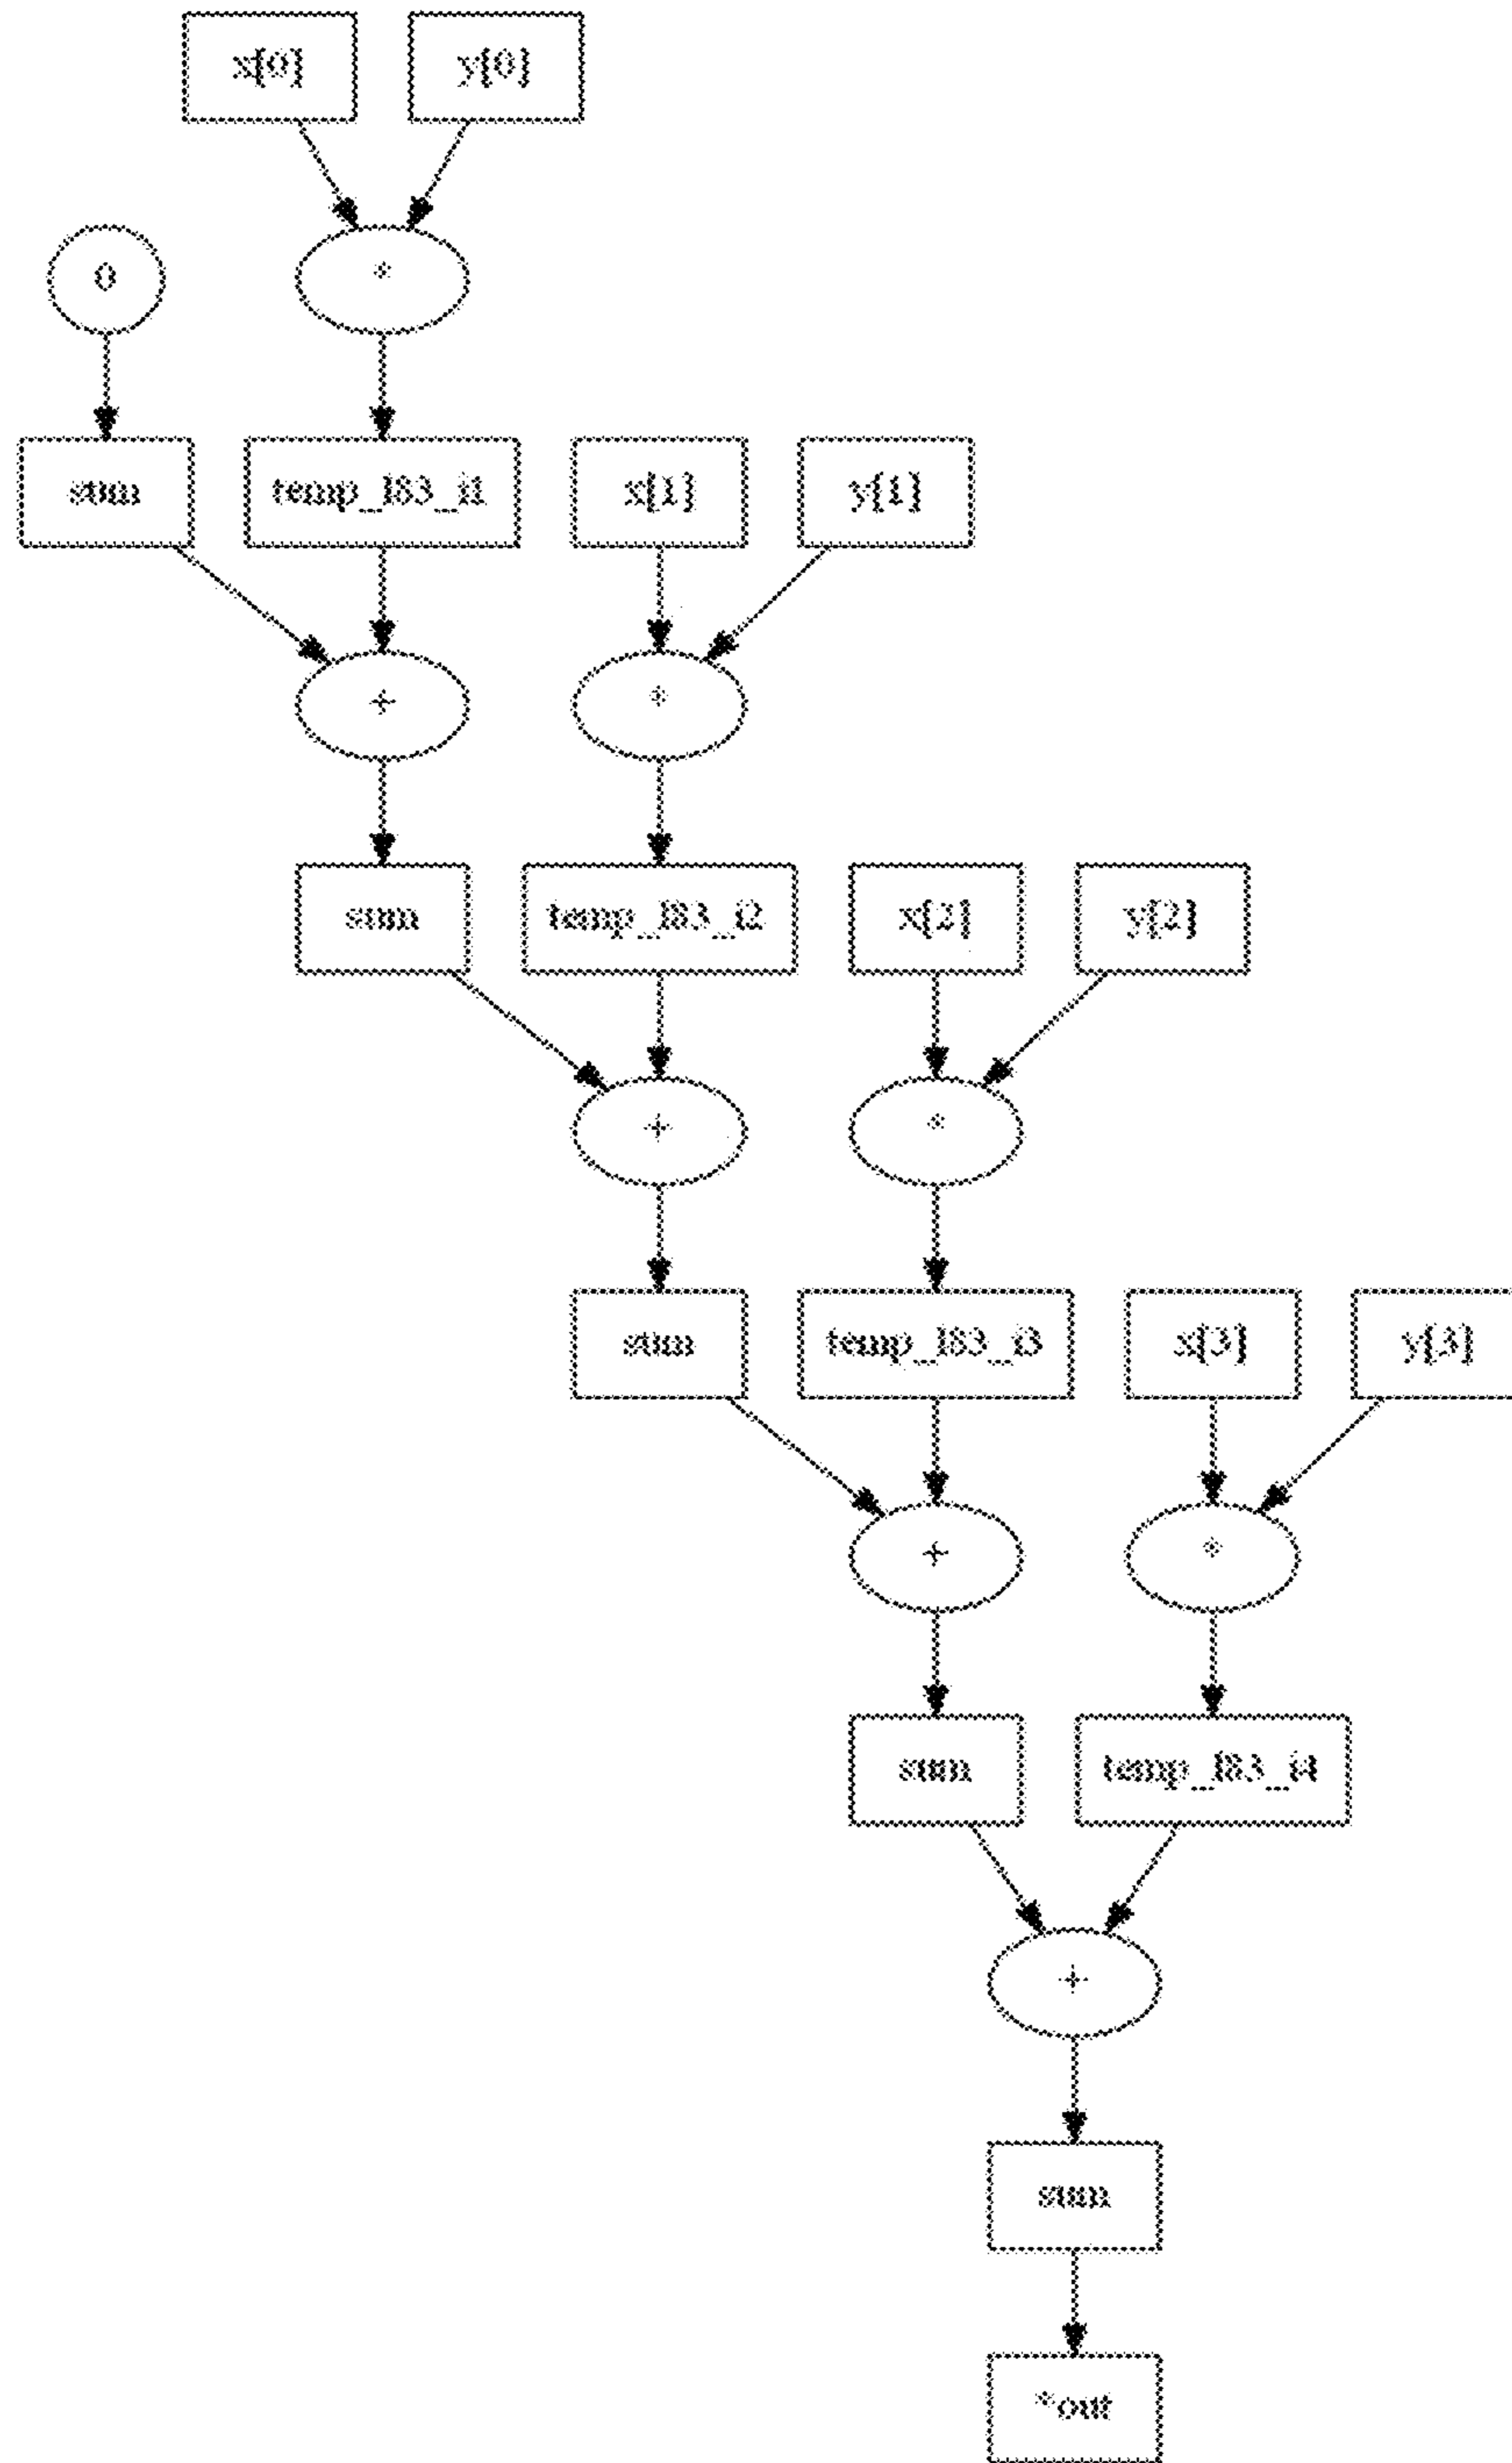 x[0] y[0]
0 *
sum temp_l83_i1 x[1] y[1]
+ *
sum temp_l83_i2 x[2] y[2]
+ *
sum temp_l83_i3 x[3] y[3]
+ *
sum temp_l83_i4
+
sum
*out